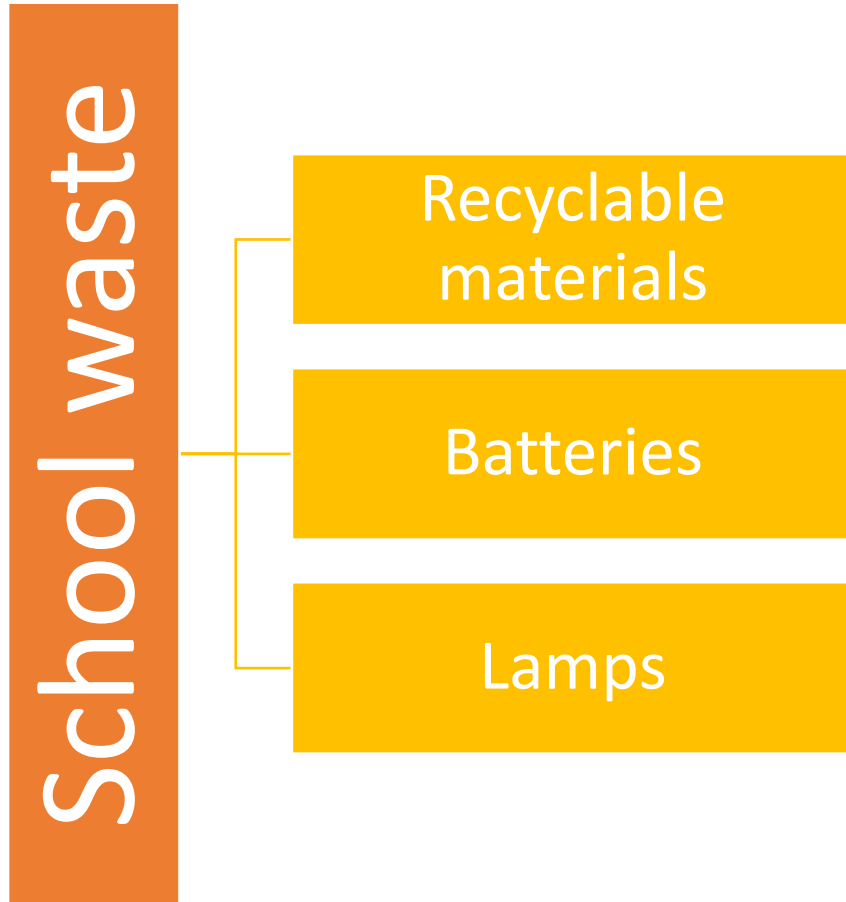 School waste
Recyclable
materials
Batteries
Lamps